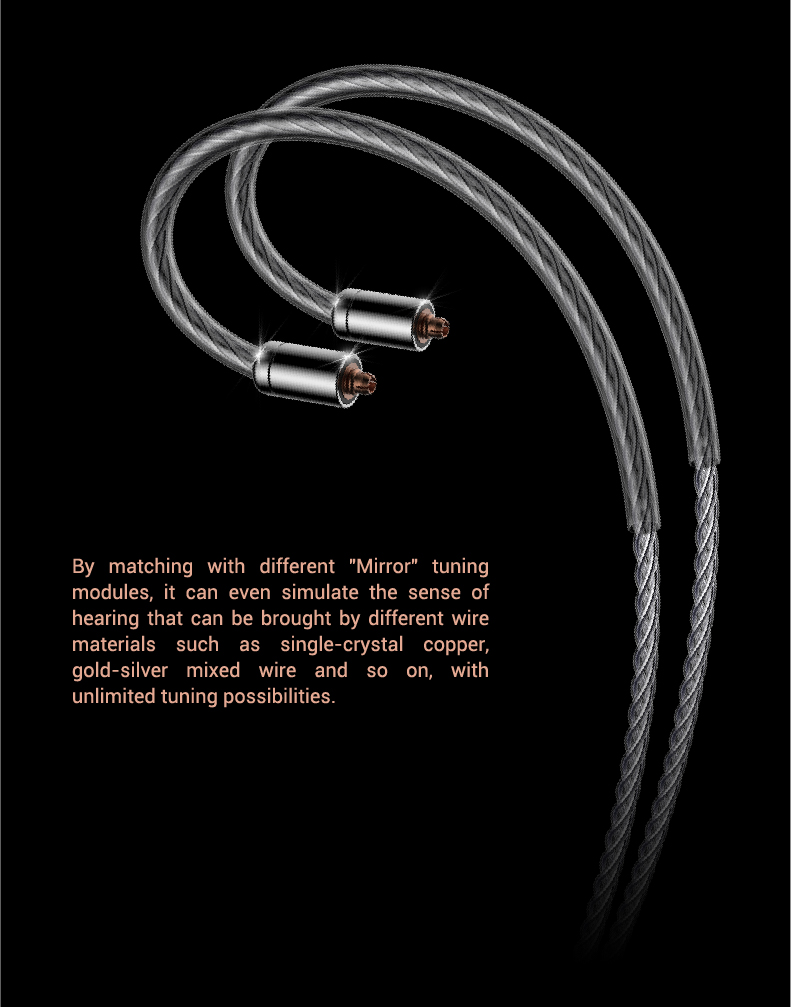 By matching with different "Mirror" tuning
modules, it can even simulate the sense of
hearing that can be brought by different wire
materials such as single-crystal copper,
gold-silver mixed wire and so on, with
unlimited tuning possibilities.